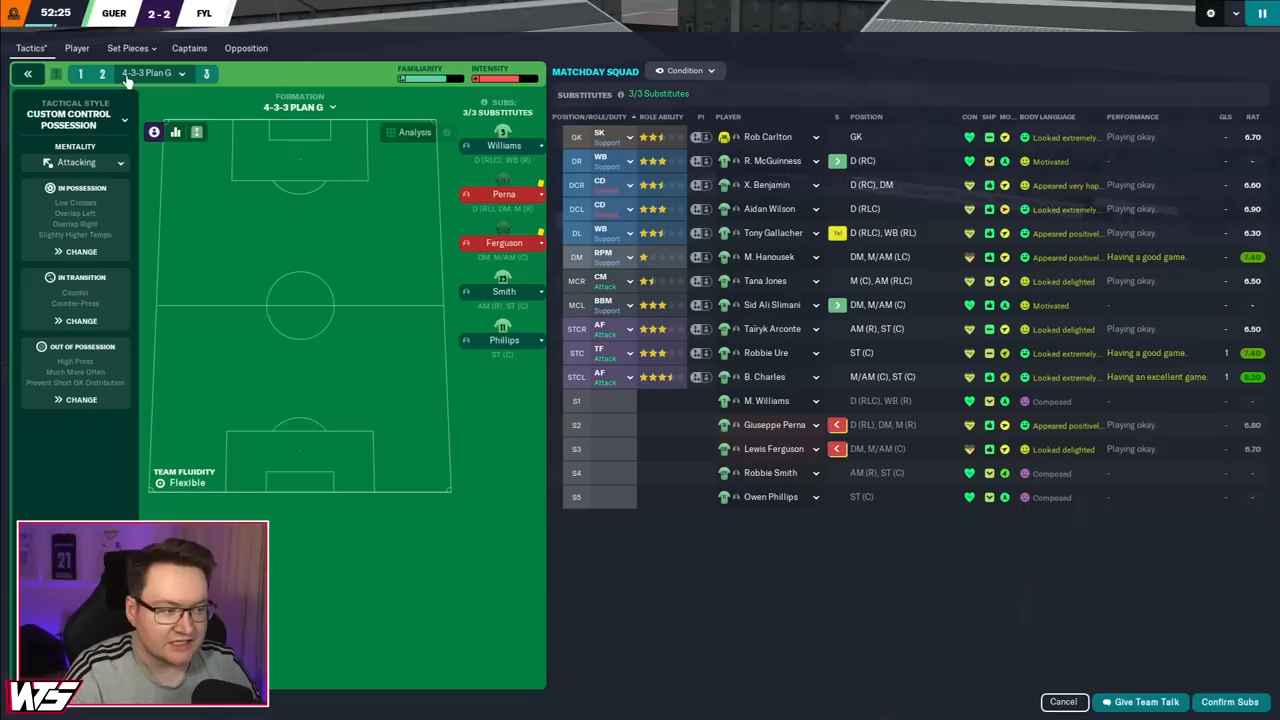 52:25 GUER 2 - 2 FYL
Tactics* Player Set Pieces Captains Opposition
1 2 4-3-3 Plan G 3
FAMILIARITY INTENSITY
TACTICAL STYLE
CUSTOM CONTROL
POSSESSION
MENTALITY
Attacking
IN POSSESSION
Low Crosses
Overlap Left
Overlap Right
Slightly Higher Tempo
CHANGE
IN TRANSITION
Counter
Counter-Press
CHANGE
OUT OF POSSESSION
High Press
Much More Often
Prevent Short GK Distribution
CHANGE
FORMATION
4-3-3 PLAN G
Analysis
TEAM FLUIDITY
Flexible
SUBS:
3/3 SUBSTITUTES
3
Williams
D (RLC), WB (R)
Perna
D (RL), DM, M (R)
Ferguson
DM, M/AM (C)
23
Smith
AM (R), ST (C)
11
Phillips
ST (C)
MATCHDAY SQUAD Condition
SUBSTITUTES 3/3 Substitutes
POSITION/ROLE/DUTY ROLE ABILITY PI PLAYER S POSITION CON SHP MO... BODY LANGUAGE PERFORMANCE GLS RAT
GK SK Support Rob Carlton GK Looked extremely... Playing okay. - 6.70
DR WB Support R. McGuinness D (RC) Motivated - - -
DCR CD X. Benjamin D (RC), DM Appeared very hap... Playing okay. - 6.60
DCL CD Aidan Wilson D (RLC) Looked extremely... Playing okay. - 6.90
DL WB Support Tony Gallacher Yel D (RLC), WB (RL) Appeared positivel... Playing okay. - 6.30
DM RPM Support M. Hanousek DM, M/AM (LC) Appeared positivel... Having a good game. - 7.40
MCR CM Attack Tana Jones M (C), AM (RLC) Looked delighted Playing okay. - 6.50
MCL BBM Support Sid Ahmed Imani DM, M/AM (C) Motivated - - -
STCR AF Attack Tairyk Arconte AM (R), ST (C) Looked delighted Playing okay. - 6.50
STC TF Attack Robbie Ure ST (C) Looked extremely... Having a good game. 1 7.40
STCL AF Attack B. Charles M/AM (C), ST (C) Looked extremely... Having an excellent game. 1 8.20
S1 M. Williams D (RLC), WB (R) Composed - - -
S2 Giuseppe Perna D (RL), DM, M (R) Appeared positivel... Playing okay. - 6.80
S3 Lewis Ferguson DM, M/AM (C) Looked delighted Playing okay. - 6.70
S4 Robbie Smith AM (R), ST (C) Composed - - -
S5 Owen Phillips ST (C) Composed - - -
21
WTS
Cancel Give Team Talk Confirm Subs